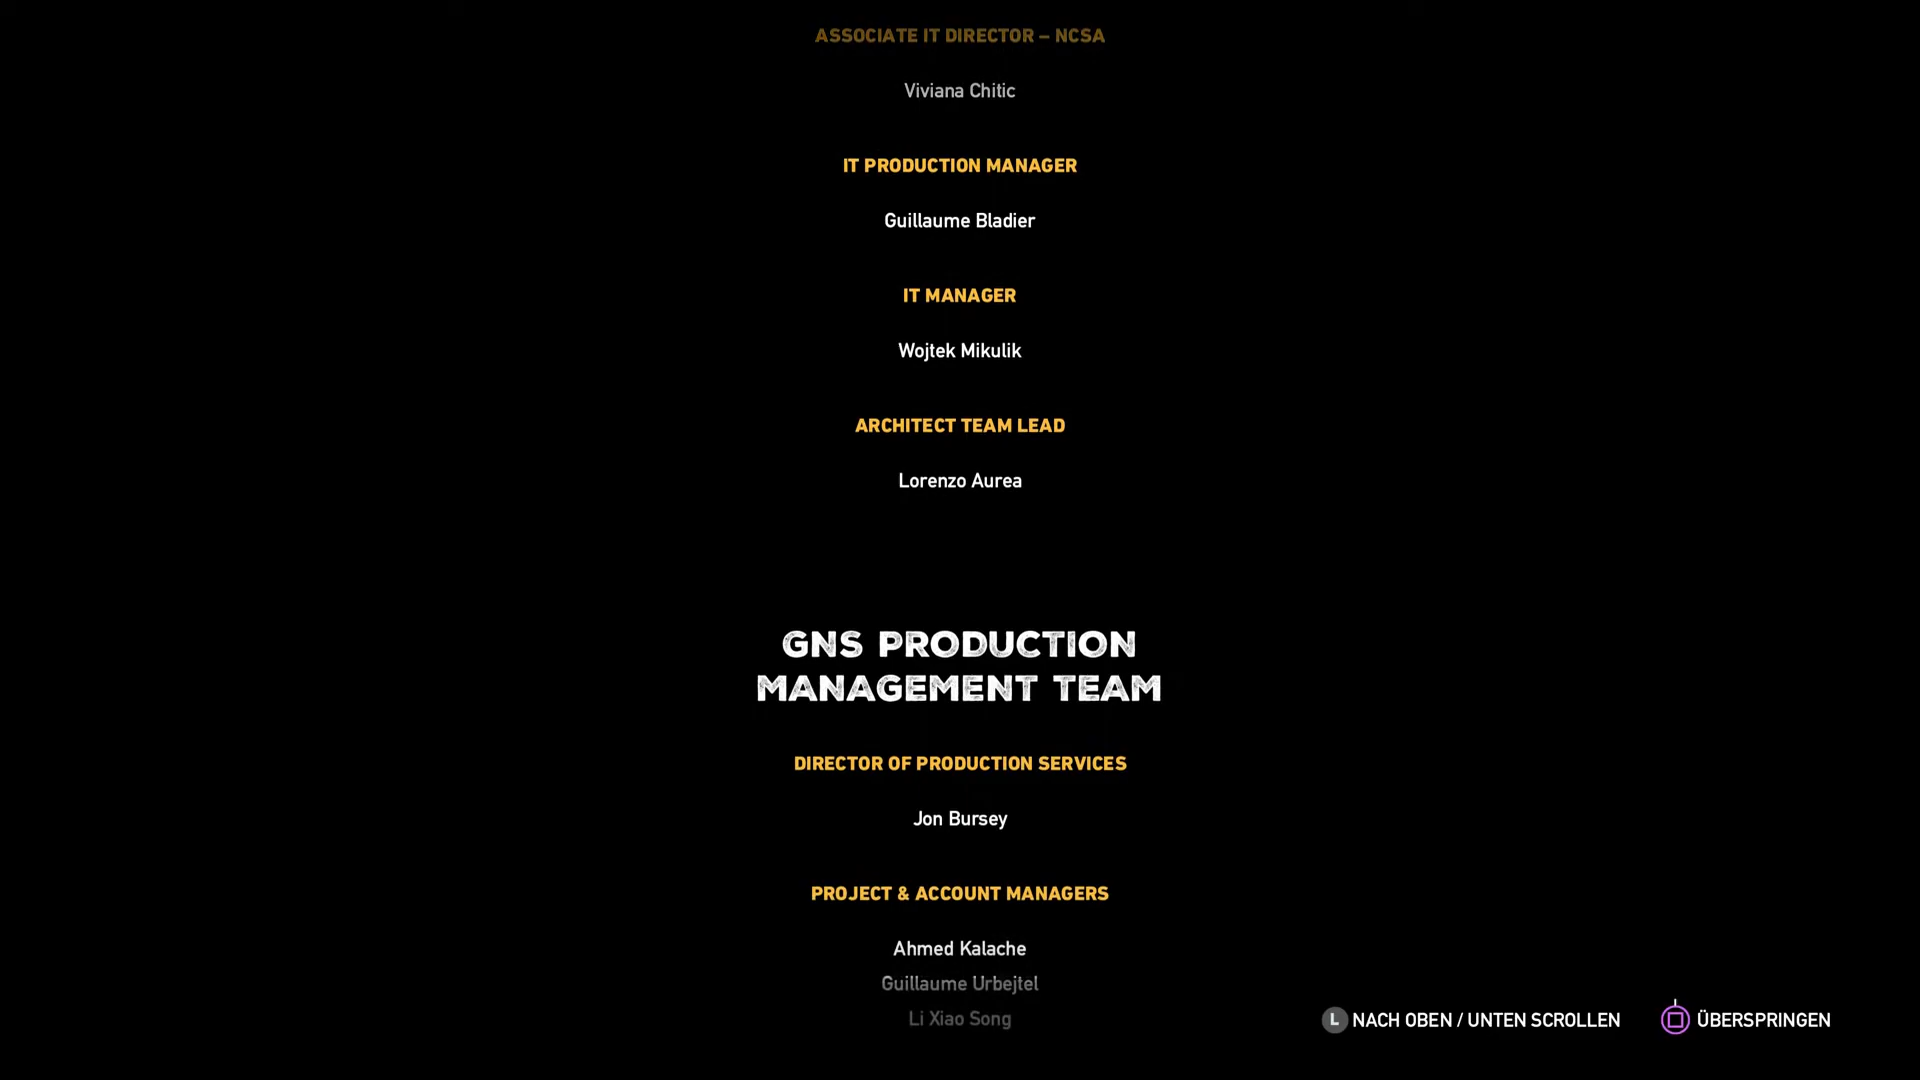 ASSOCIATE IT DIRECTOR – NCSA
Viviana Chitic
IT PRODUCTION MANAGER
Guillaume Bladier
IT MANAGER
Wojtek Mikulik
ARCHITECT TEAM LEAD
Lorenzo Aurea
GNS PRODUCTION
MANAGEMENT TEAM
DIRECTOR OF PRODUCTION SERVICES
Jon Bursey
PROJECT & ACCOUNT MANAGERS
Ahmed Kalache
Guillaume Urbejtel
Li Xiao Song
L NACH OBEN / UNTEN SCROLLEN
ÜBERSPRINGEN